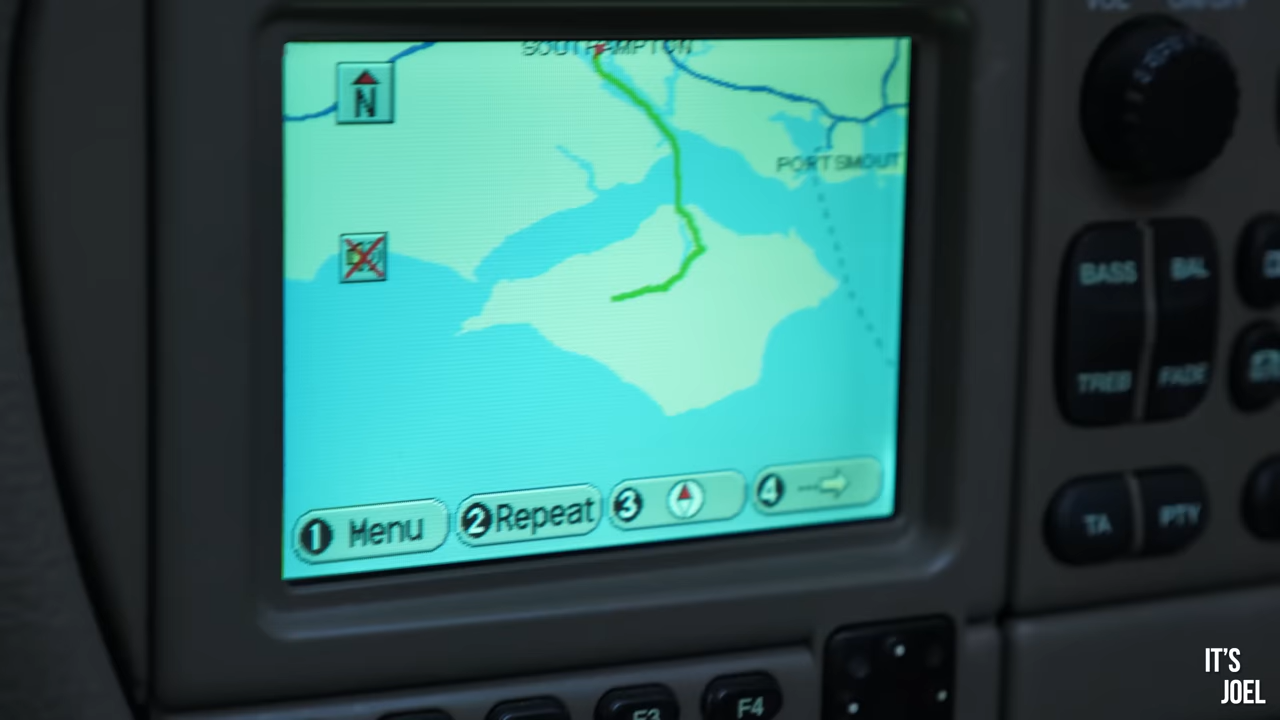 SOUTHAMPTON
N
PORTSMOUT
1 Menu
2 Repeat
3
4
BASS
BAL
TREB
FADE
TA
PTY
F3
F4
IT'S
JOEL